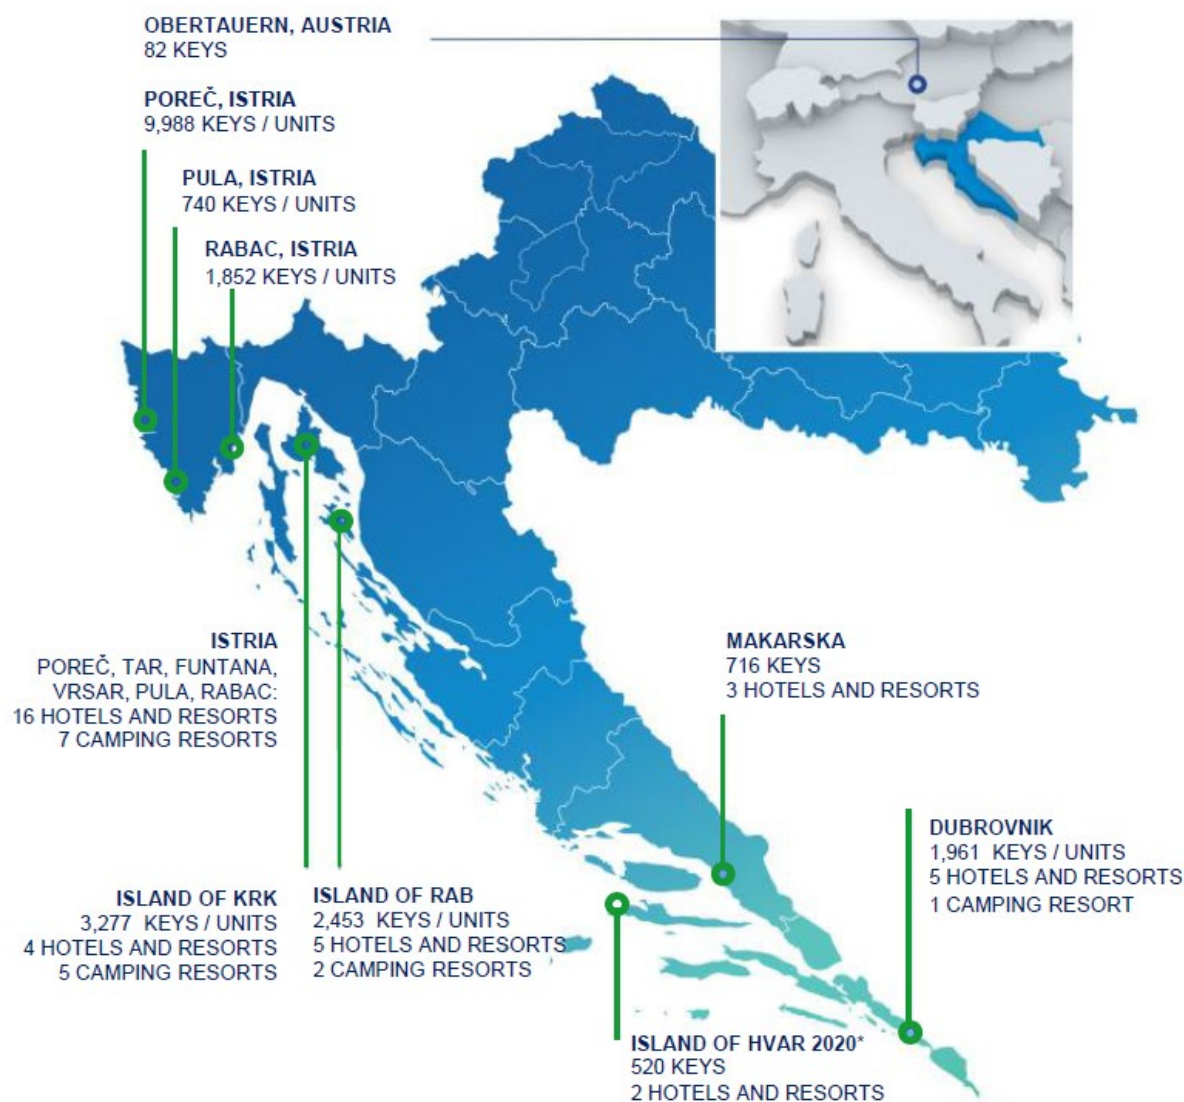 OBERTAUERN, AUSTRIA
82 KEYS
POREČ, ISTRIA
9,988 KEYS / UNITS
PULA, ISTRIA
740 KEYS / UNITS
RABAC, ISTRIA
1,852 KEYS / UNITS
ISTRIA
POREČ, TAR, FUNTANA,
VRSAR, PULA, RABAC:
16 HOTELS AND RESORTS
7 CAMPING RESORTS
MAKARSKA
716 KEYS
3 HOTELS AND RESORTS
DUBROVNIK
1,961 KEYS / UNITS
5 HOTELS AND RESORTS
1 CAMPING RESORT
ISLAND OF KRK
3,277 KEYS / UNITS
4 HOTELS AND RESORTS
5 CAMPING RESORTS
ISLAND OF RAB
2,453 KEYS / UNITS
5 HOTELS AND RESORTS
2 CAMPING RESORTS
ISLAND OF HVAR 2020*
520 KEYS
2 HOTELS AND RESORTS